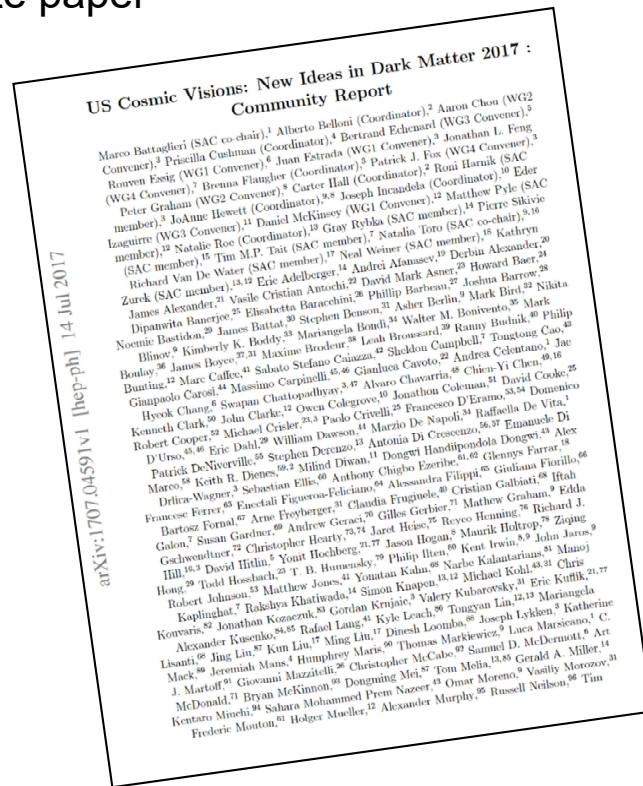 te paper
US Cosmic Visions: New Ideas in Dark Matter 2017 :
Community Report
Marco Battaglieri (SAC co-chair),1 Alberto Belloni (Coordinator),2 Aaron Chou (WG2
Convener),3 Priscilla Cushman (Coordinator),4 Bertrand Echenard (WG3 Convener),5
Rouven Essig (WG1 Convener),6 Juan Estrada (WG1 Convener),3 Jonathan L. Feng
(WG4 Convener),7 Brenna Flaugher (Coordinator),3 Patrick J. Fox (WG4 Convener),3
Peter Graham (WG2 Convener),8 Carter Hall (Coordinator),2 Roni Harnik (SAC
member),3 JoAnne Hewett (Coordinator),9,8 Joseph Incandela (Coordinator),10 Eder
Izaguirre (WG3 Convener),11 Daniel McKinsey (WG1 Convener),12 Matthew Pyle (SAC
member),12 Natalie Roe (Coordinator),13 Gray Rybka (SAC member),14 Pierre Sikivie
(SAC member),15 Tim M.P. Tait (SAC member),7 Natalia Toro (SAC co-chair),9,16
Richard Van De Water (SAC member),17 Neal Weiner (SAC member),18 Kathryn
Zurek (SAC member),13,12 Eric Adelberger,14 Andrei Afanasev,19 Derbin Alexander,20
James Alexander,21 Vasile Cristian Antochi,22 David Mark Asner,23 Howard Baer,24
Dipanwita Banerjee,25 Elisabetta Baracchini,26 Phillip Barbeau,27 Joshua Barrow,28
Noemie Bastidon,29 James Battat,30 Stephen Benson,31 Asher Berlin,9 Mark Bird,32 Nikita
Blinov,9 Kimberly K. Boddy,33 Mariangela Bondi,34 Walter M. Bonivento,35 Mark
Boulay,36 James Boyce,37,31 Maxime Brodeur,38 Leah Broussard,39 Ranny Budnik,40 Philip
Bunting,12 Marc Caffee,41 Sabato Stefano Caiazza,42 Sheldon Campbell,7 Tongtong Cao,43
Gianpaolo Carosi,44 Massimo Carpinelli,45,46 Gianluca Cavoto,22 Andrea Celentano,1 Jae
Hyeok Chang,6 Swapan Chattopadhyay,3,47 Alvaro Chavarria,48 Chien-Yi Chen,49,16
Kenneth Clark,50 John Clarke,12 Owen Colegrove,10 Jonathon Coleman,51 David Cooke,25
Robert Cooper,52 Michael Crisler,23,3 Paolo Crivelli,25 Francesco D'Eramo,53,54 Domenico
D'Urso,45,46 Eric Dahl,29 William Dawson,44 Marzio De Napoli,34 Raffaella De Vita,1
Patrick DeNiverville,55 Stephen Derenzo,13 Antonia Di Crescenzo,56,57 Emanuele Di
Marco,58 Keith R. Dienes,59,2 Milind Diwan,11 Dongwi Handiipondola Dongwi,43 Alex
Drlica-Wagner,3 Sebastian Ellis,60 Anthony Chigbo Ezeribe,61,62 Glennys Farrar,18
Francesc Ferrer,63 Enectali Figueroa-Feliciano,64 Alessandra Filippi,65 Giuliana Fiorillo,66
Bartosz Fornal,67 Arne Freyberger,31 Claudia Frugiuele,40 Cristian Galbiati,68 Iftah
Galon,7 Susan Gardner,69 Andrew Geraci,70 Gilles Gerbier,71 Mathew Graham,9 Edda
Gschwendtner,72 Christopher Hearty,73,74 Jaret Heise,75 Reyco Henning,76 Richard J.
Hill,16,3 David Hitlin,5 Yonit Hochberg,21,77 Jason Hogan,8 Maurik Holtrop,78 Ziqing
Hong,29 Todd Hossbach,23 T. B. Humensky,79 Philip Ilten,80 Kent Irwin,8,9 John Jaros,9
Robert Johnson,53 Matthew Jones,41 Yonatan Kahn,68 Narbe Kalantarians,81 Manoj
Kaplinghat,7 Rakshya Khatiwada,14 Simon Knapen,13,12 Michael Kohl,43,31 Chris
Kouvaris,82 Jonathan Kozaczuk,83 Gordan Krnjaic,3 Valery Kubarovsky,31 Eric Kuflik,21,77
Alexander Kusenko,84,85 Rafael Lang,41 Kyle Leach,86 Tongyan Lin,12,13 Mariangela
Lisanti,68 Jing Liu,87 Kun Liu,17 Ming Liu,17 Dinesh Loomba,88 Joseph Lykken,3 Katherine
Mack,89 Jeremiah Mans,4 Humphrey Maris,90 Thomas Markiewicz,9 Luca Marsicano,1 C.
J. Martoff,91 Giovanni Mazzitelli,26 Christopher McCabe,92 Samuel D. McDermott,6 Art
McDonald,71 Bryan McKinnon,93 Dongming Mei,87 Tom Melia,13,85 Gerald A. Miller,14
Kentaro Miuchi,94 Sahara Mohammed Prem Nazeer,43 Omar Moreno,9 Vasiliy Morozov,31
Frederic Mouton,61 Holger Mueller,12 Alexander Murphy,95 Russell Neilson,96 Tim
arXiv:1707.04591v1 [hep-ph] 14 Jul 2017